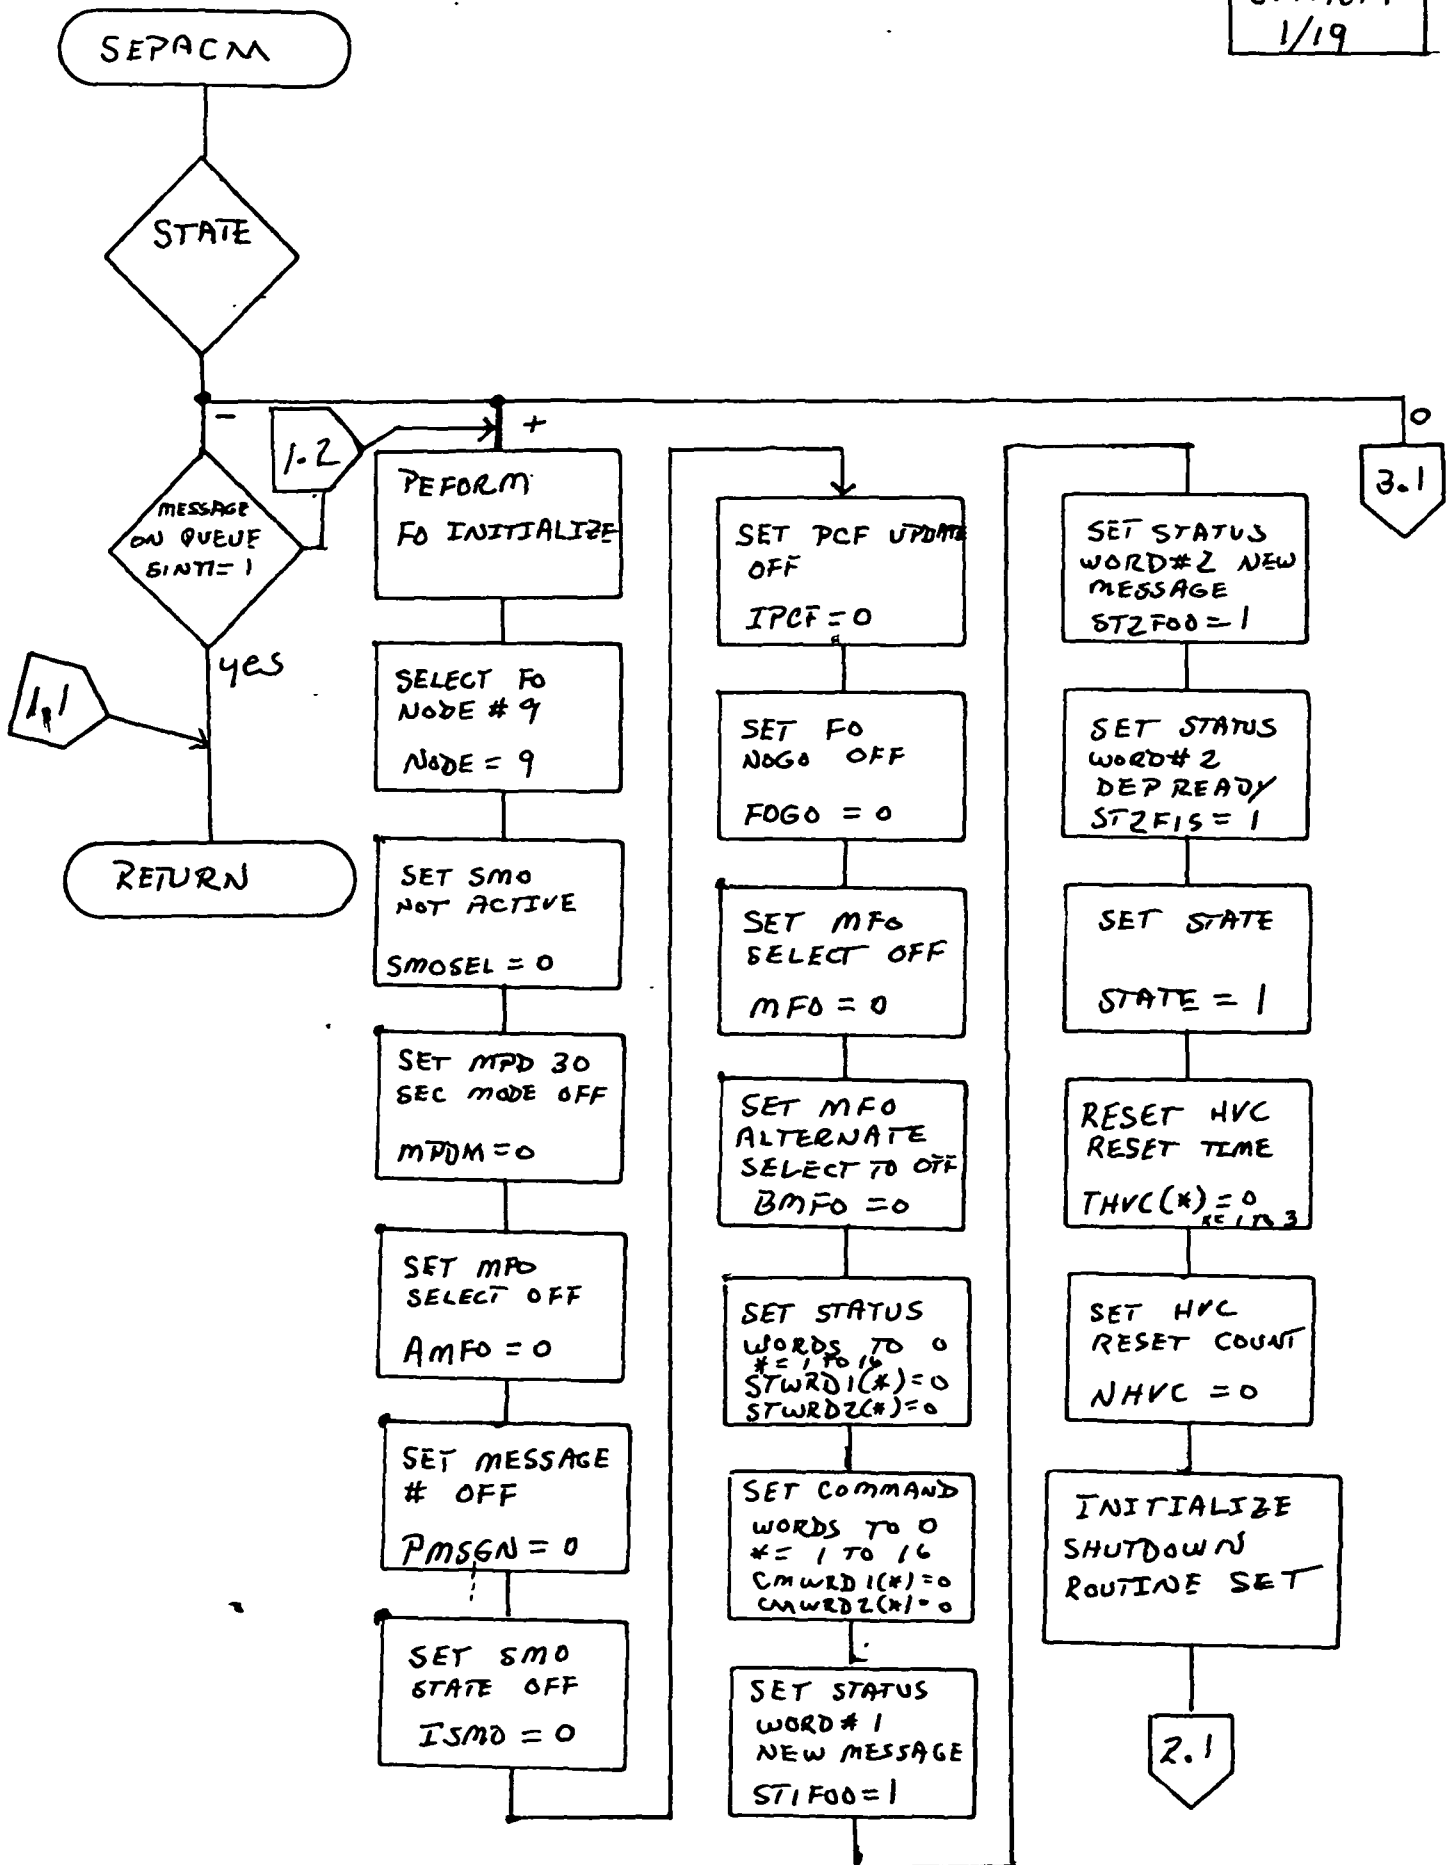 1/19
SEPACM
STATE
-
+
0
1.2
3.1
MESSAGE
ON QUEUE
yes
1.1
RETURN
PEFORM
FO INITIALIZE
SELECT FO
NODE # 9
NODE = 9
SET SMO
NOT ACTIVE
SMOSEL = 0
SET MPD 30
SEC MODE OFF
MPDM = 0
SET MFO
SELECT OFF
AMFO = 0
SET MESSAGE
# OFF
PMSGN = 0
SET SMO
STATE OFF
ISMO = 0
SET PCF UPDATE
OFF
IPCF = 0
SET FO
NOGO OFF
FOGO = 0
SET MFO
SELECT OFF
MFO = 0
SET MFO
ALTERNATE
SELECT TO OFF
BMFO = 0
SET STATUS
WORDS TO 0
* = 1 TO 16
STWRD1(*) = 0
STWRD2(*) = 0
SET COMMAND
WORDS TO 0
* = 1 TO 16
CMWRD1(*) = 0
CMWRD2(*) = 0
SET STATUS
WORD # 1
NEW MESSAGE
ST1F00 = 1
SET STATUS
WORD # 2 NEW
MESSAGE
ST2F00 = 1
SET STATUS
WORD # 2
DEP READY
ST2F15 = 1
SET STATE
STATE = 1
RESET HVC
RESET TIME
THVC(*) = 0
*= 1 TO 3
SET HVC
RESET COUNT
NHVC = 0
INITIALIZE
SHUTDOWN
ROUTINE SET
2.1